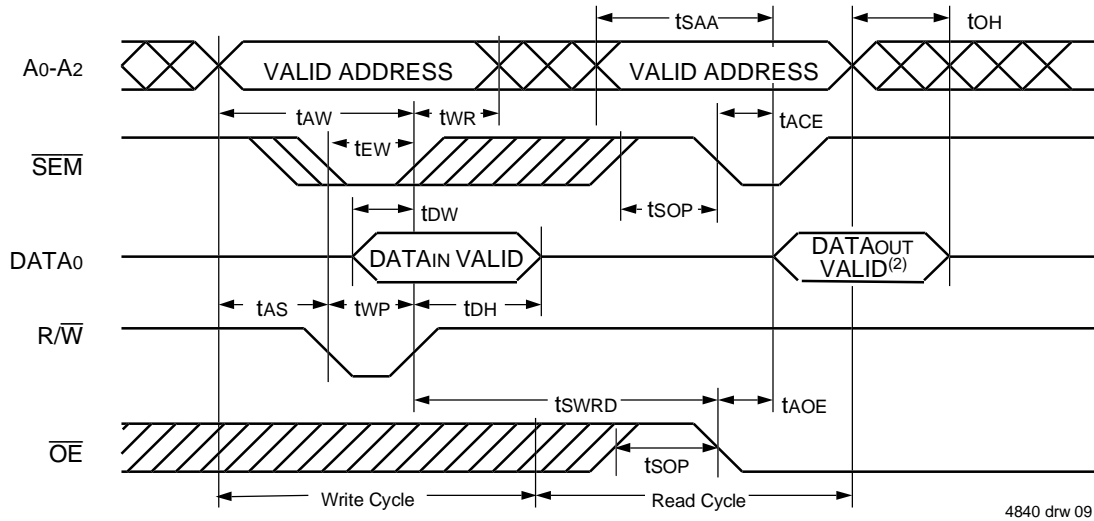 tSAA
tOH
A0-A2
VALID ADDRESS
VALID ADDRESS
tAW
tWR
tACE
tEW
SEM
tDW
tSOP
DATA0
DATAIN VALID
DATAOUT
VALID(2)
tAS
tWP
tDH
R/W
tSWRD
tAOE
OE
tSOP
Write Cycle
Read Cycle
4840 drw 09